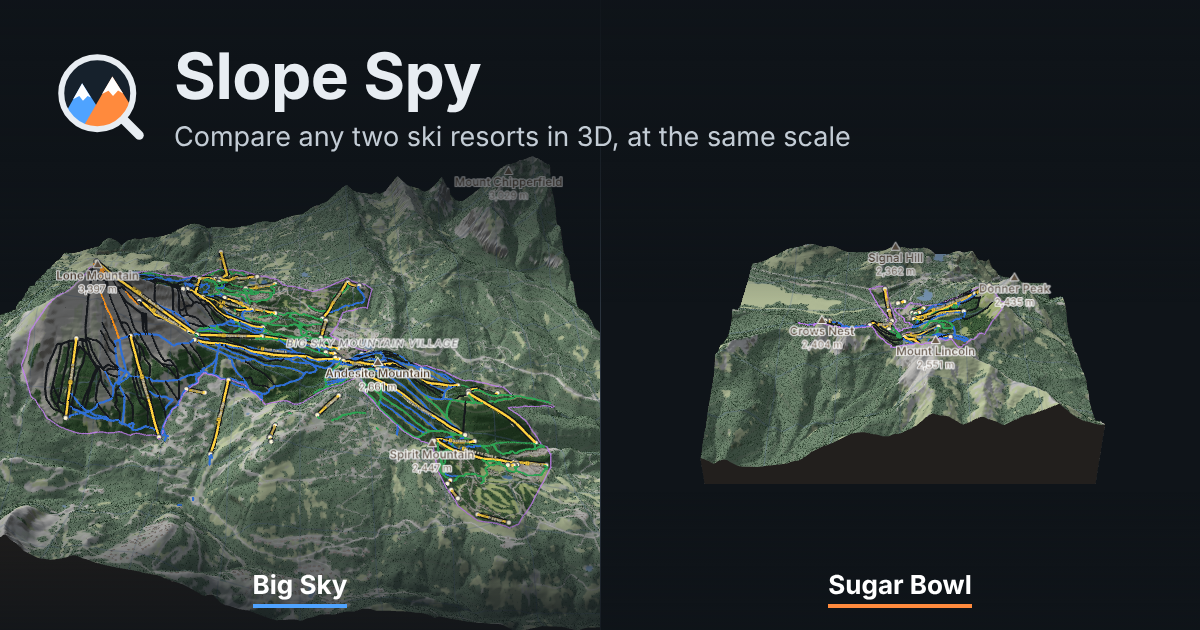 Slope Spy
Compare any two ski resorts in 3D, at the same scale
Mount Chipperfield
Lone Mountain
3,397 m
BIG SKY MOUNTAIN VILLAGE
Andesite Mountain
2,661 m
Spirit Mountain
2,447 m
Big Sky
Signal Hill
2,362 m
Donner Peak
2,435 m
Crows Nest
2,404 m
Mount Lincoln
2,551 m
Sugar Bowl